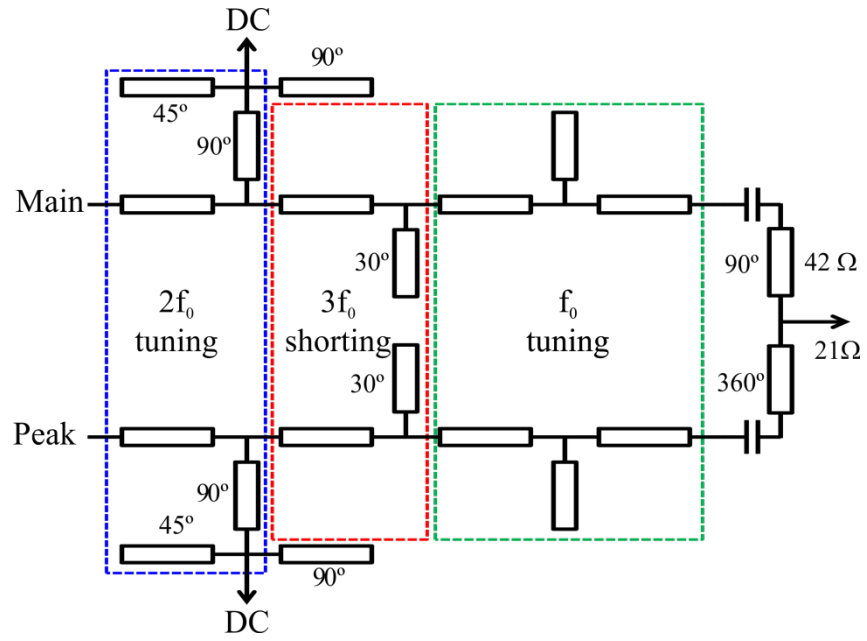 DC
90º
45º
90º
Main
30º
90º
42 Ω
2f₀
tuning
3f₀
shorting
f₀
tuning
21Ω
30º
360º
Peak
90º
45º
90º
DC